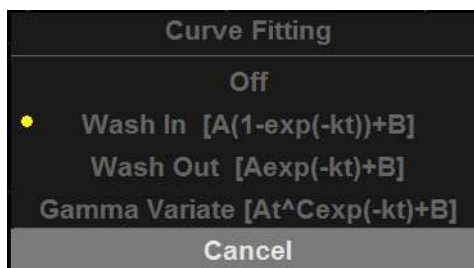 Curve Fitting
Off
Wash In [A(1-exp(-kt))+B]
Wash Out [Aexp(-kt)+B]
Gamma Variate [At^Cexp(-kt)+B]
Cancel